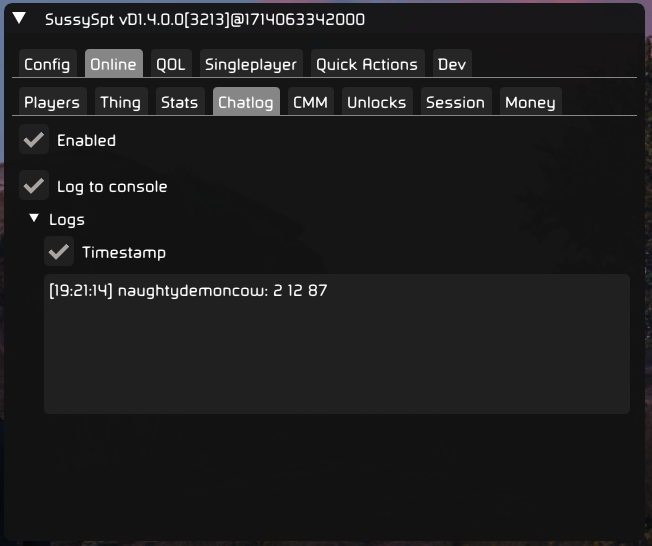 SussySpt vD1.4.0.0[3213]@1714063342000
Config Online QOL Singleplayer Quick Actions Dev
Players Thing Stats Chatlog CMM Unlocks Session Money
Enabled
Log to console
Logs
Timestamp
[19:21:14] naughtydemoncow: 2 12 87